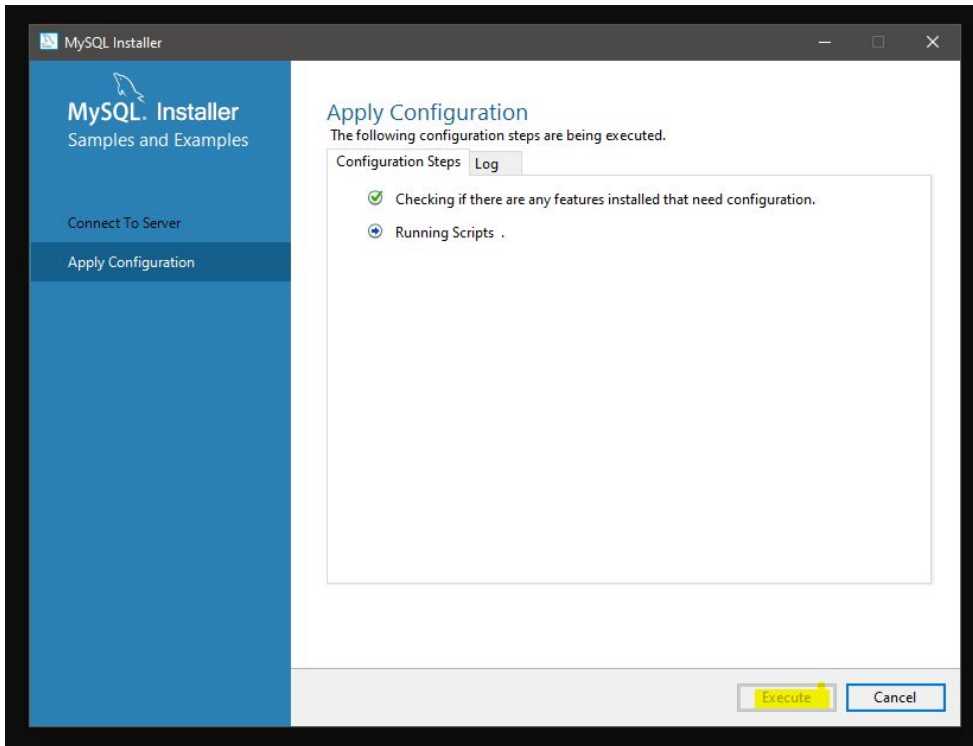 MySQL Installer
MySQL. Installer
Samples and Examples
Connect To Server
Apply Configuration
Apply Configuration
The following configuration steps are being executed.
Configuration Steps
Log
Checking if there are any features installed that need configuration.
Running Scripts .
Execute
Cancel